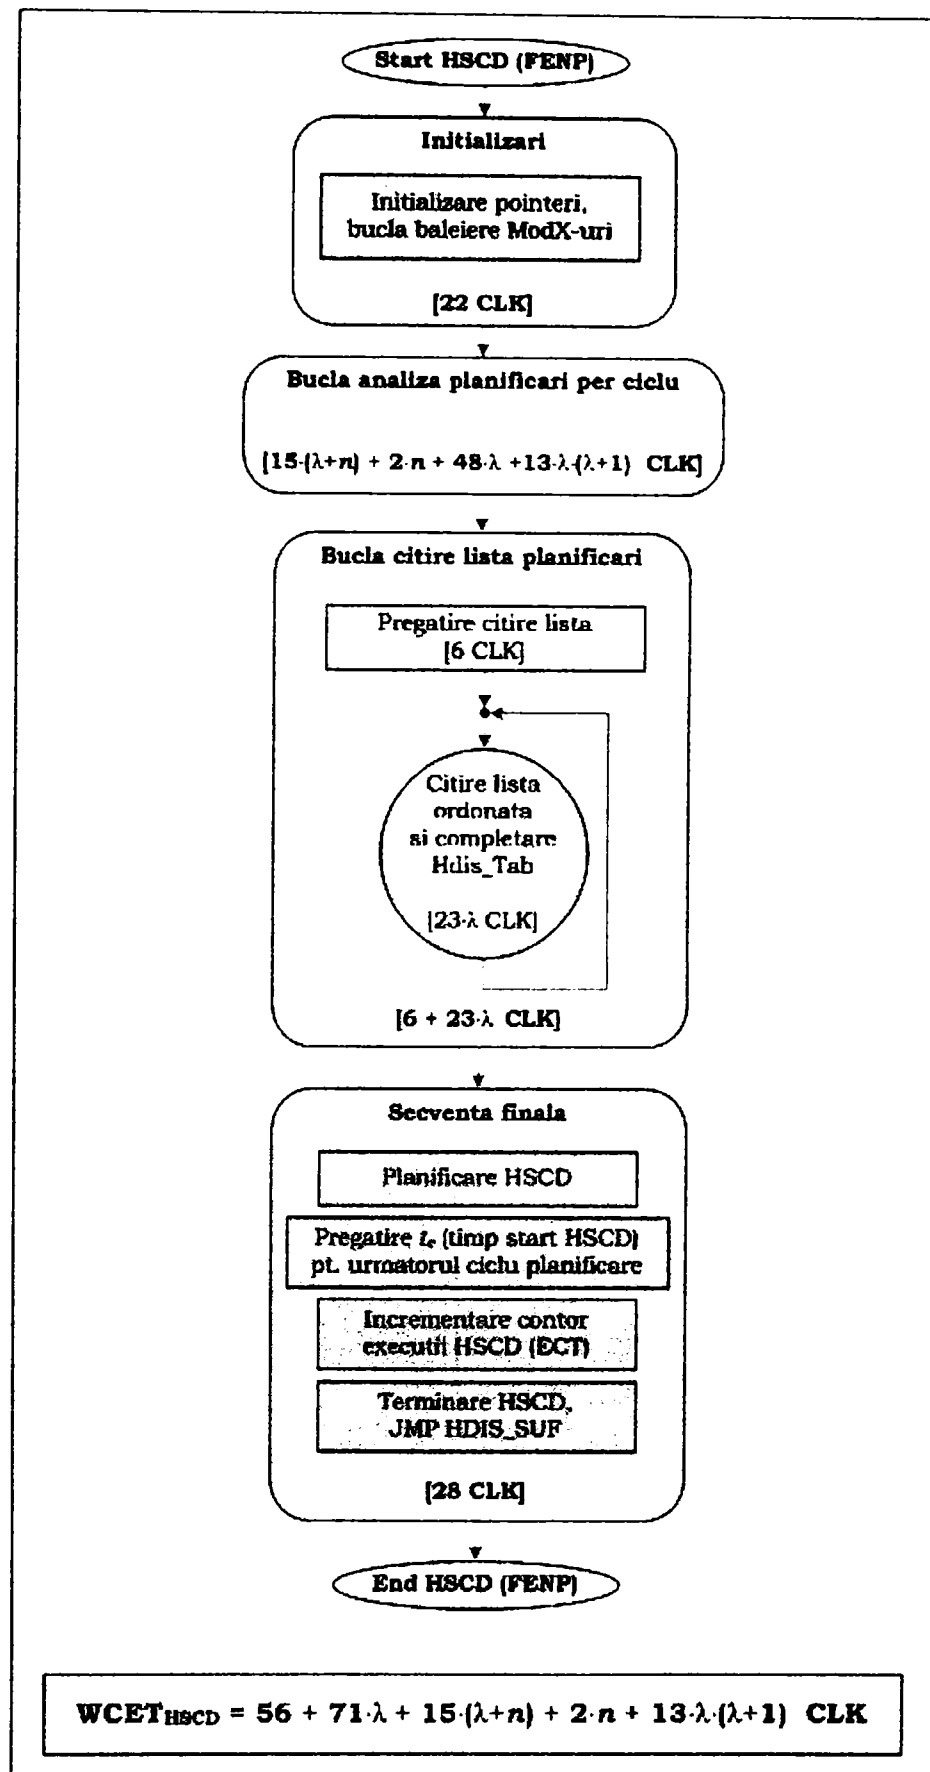 Start HSCD (FENP)
Initializari
Initializare pointeri,
bucla baleiere ModX-uri
[22 CLK]
Bucla analiza planificari per ciclu
[15·(λ+n) + 2·n + 48·λ +13·λ·(λ+1) CLK]
Bucla citire lista planificari
Pregatire citire lista
[6 CLK]
Citire lista
ordonata
si completare
Hdis_Tab
[23·λ CLK]
[6 + 23·λ CLK]
Secventa finala
Planificare HSCD
Pregatire te (timp start HSCD)
pt. urmatorul ciclu planificare
Incrementare contor
executii HSCD (ECT)
Terminare HSCD,
JMP HDIS_SUF
[28 CLK]
End HSCD (FENP)
WCETHSCD = 56 + 71·λ + 15·(λ+n) + 2·n + 13·λ·(λ+1) CLK